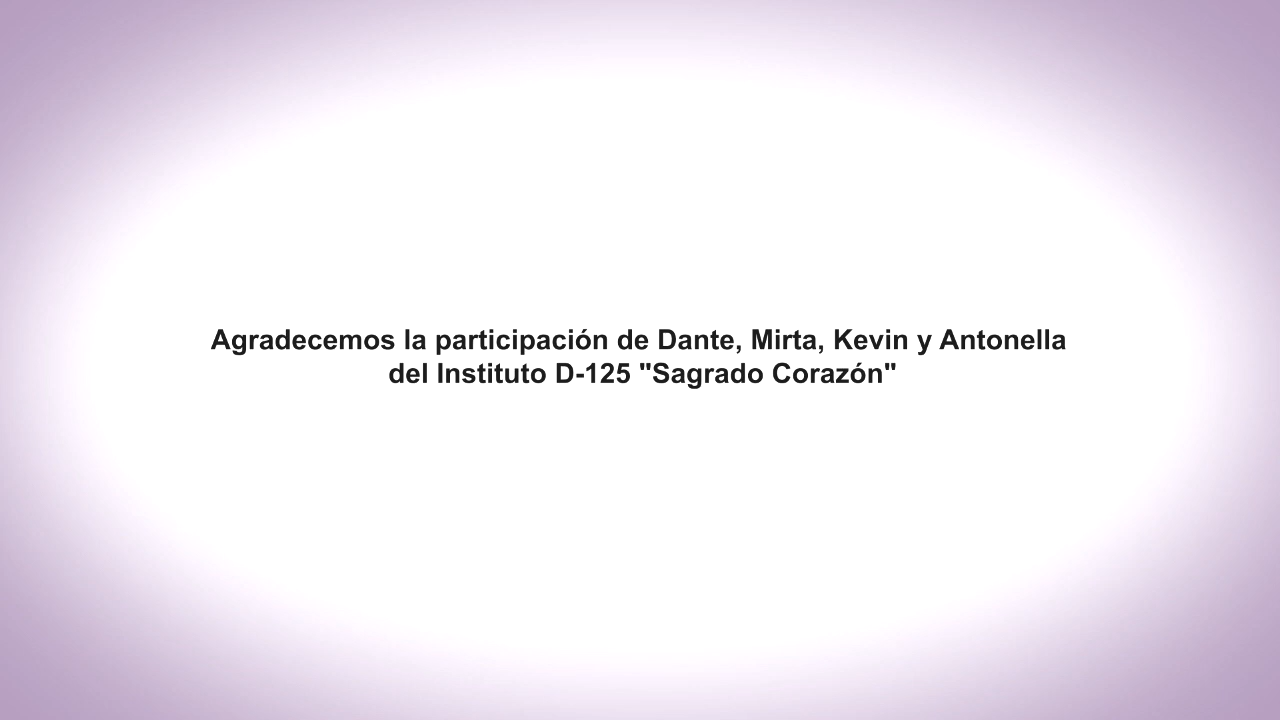 Agradecemos la participación de Dante, Mirta, Kevin y Antonella
del Instituto D-125 "Sagrado Corazón"